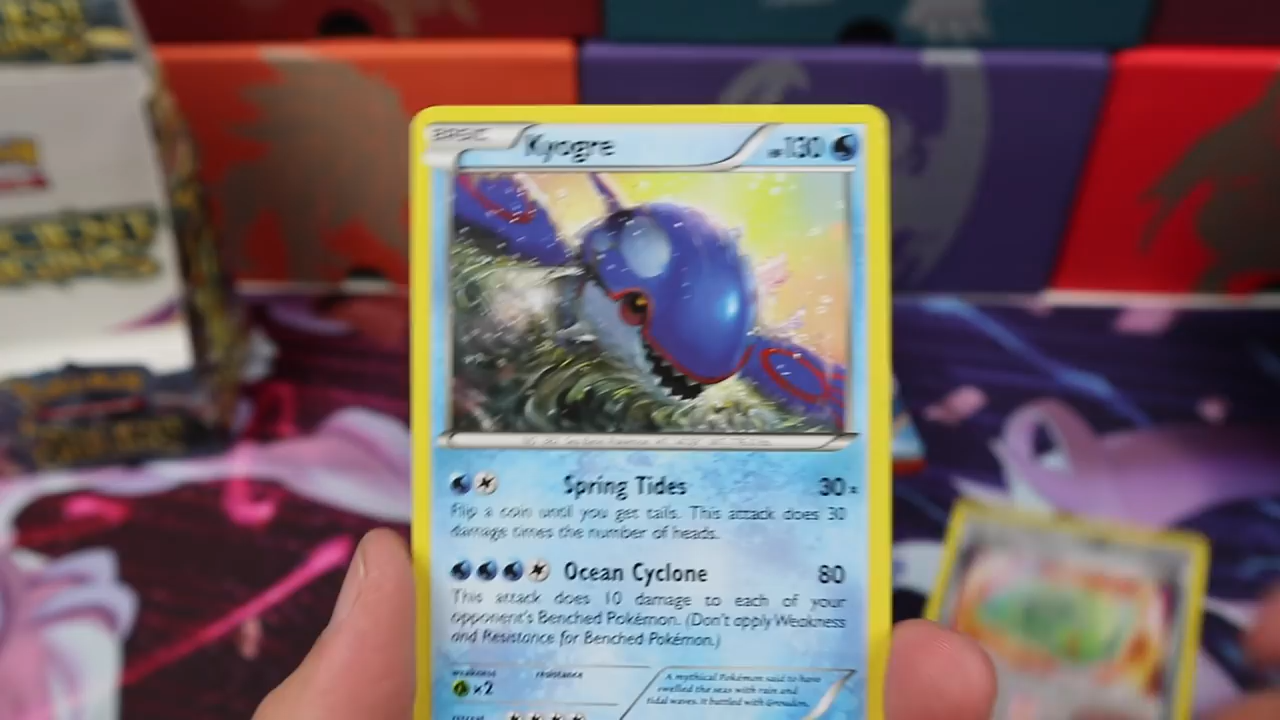 BASIC Kyogre HP130
Spring Tides 30×
Flip a coin until you get tails. This attack does 30
damage times the number of heads.
Ocean Cyclone 80
This attack does 10 damage to each of your
opponent's Benched Pokémon. (Don't apply Weakness
and Resistance for Benched Pokémon.)
weakness resistance
×2
A mythical Pokémon said to have
swelled the seas with rain and
tidal waves. It battled with Groudon.